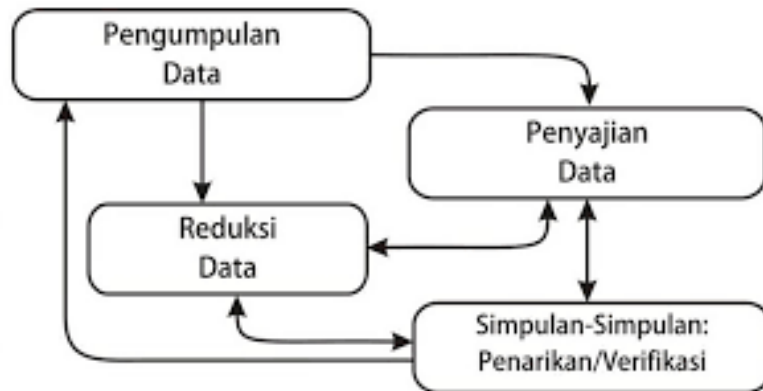 Pengumpulan
Data
Penyajian
Data
Reduksi
Data
Simpulan-Simpulan:
Penarikan/Verifikasi